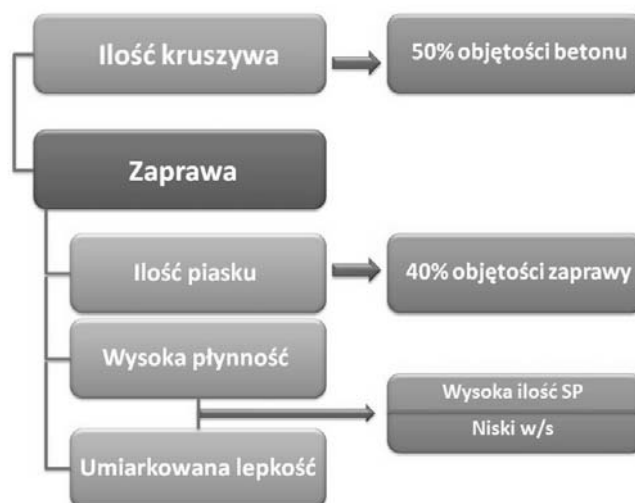 Ilość kruszywa
50% objętości betonu
Zaprawa
Ilość piasku
40% objętości zaprawy
Wysoka płynność
Wysoka ilość SP
Niski w/s
Umiarkowana lepkość